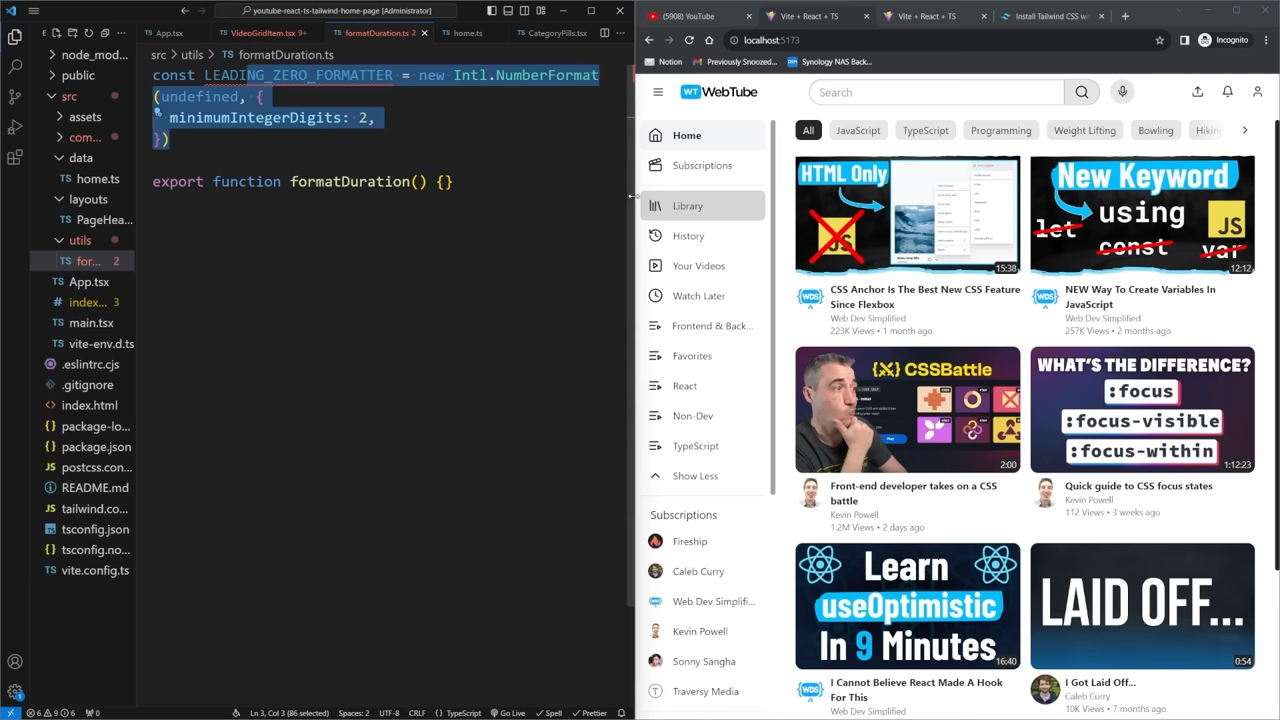 youtube-react-ts-tailwind-home-page [Administrator]
App.tsx
VideoGridItem.tsx 9+
formatDuration.ts 2
home.ts
CategoryPills.tsx
src > utils > formatDuration.ts
const LEADING_ZERO_FORMATTER = new Intl.NumberFormat
(undefined, {
minimumIntegerDigits: 2,
})
export function formatDuration() {}
node_mod...
public
src
assets
com...
data
home.ts
layouts
PageHea...
utils
for... 2
App.tsx
index... 3
main.tsx
vite-env.d.ts
.eslintrc.cjs
.gitignore
index.html
package-lo...
package.json
postcss.con...
README.md
tailwind.co...
tsconfig.json
tsconfig.no...
vite.config.ts
6 9 6 0
Ln 3, Col 3 (86 selected)
Spaces: 2
UTF-8
CRLF
TypeScript
Go Live
Spell
Prettier
(5908) YouTube
Vite + React + TS
Vite + React + TS
Install Tailwind CSS wi
localhost:5173
Incognito
Notion
Previously Snoozed...
Synology NAS Back...
WT WebTube
Search
Home
Subscriptions
Library
History
Your Videos
Watch Later
Frontend & Back...
Favorites
React
Non-Dev
TypeScript
Show Less
Subscriptions
Fireship
Caleb Curry
Web Dev Simplifi...
Kevin Powell
Sonny Sangha
Traversy Media
All
JavaScript
TypeScript
Programming
Weight Lifting
Bowling
Hiking
HTML Only
JS
15:38
WDS
CSS Anchor Is The Best New CSS Feature
Since Flexbox
Web Dev Simplified
223K Views • 1 month ago
New Keyword
using
let
const
var
JS
12:12
WDS
NEW Way To Create Variables In
JavaScript
Web Dev Simplified
257K Views • 2 months ago
CSSBattle
2:00
Front-end developer takes on a CSS
battle
Kevin Powell
1.2M Views • 2 days ago
WHAT'S THE DIFFERENCE?
:focus
:focus-visible
:focus-within
1:12:23
Quick guide to CSS focus states
Kevin Powell
112 Views • 3 weeks ago
Learn
useOptimistic
In 9 Minutes
16:40
WDS
I Cannot Believe React Made A Hook
For This
Web Dev Simplified
LAID OFF...
0:54
I Got Laid Off...
Caleb Curry
10K Views • 7 months ago